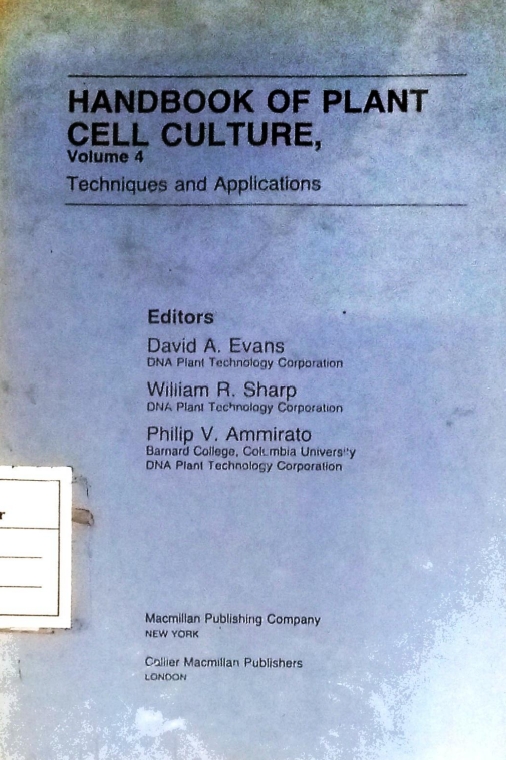 HANDBOOK OF PLANT
CELL CULTURE,
Volume 4
Techniques and Applications
Editors
David A. Evans
DNA Plant Technology Corporation
William R. Sharp
DNA Plant Technology Corporation
Philip V. Ammirato
Barnard College, Columbia University
DNA Plant Technology Corporation
r
Macmillan Publishing Company
NEW YORK
Collier Macmillan Publishers
LONDON